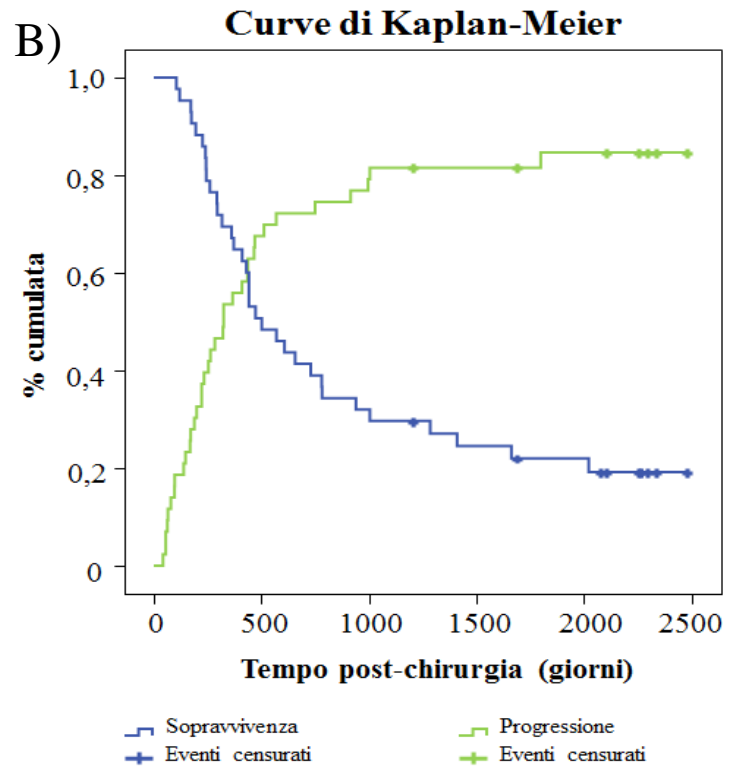 B)
Curve di Kaplan-Meier
1,0
0,8
0,6
0,4
0,2
0
% cumulata
0 500 1000 1500 2000 2500
Tempo post-chirurgia (giorni)
Sopravvivenza Progressione
Eventi censurati Eventi censurati